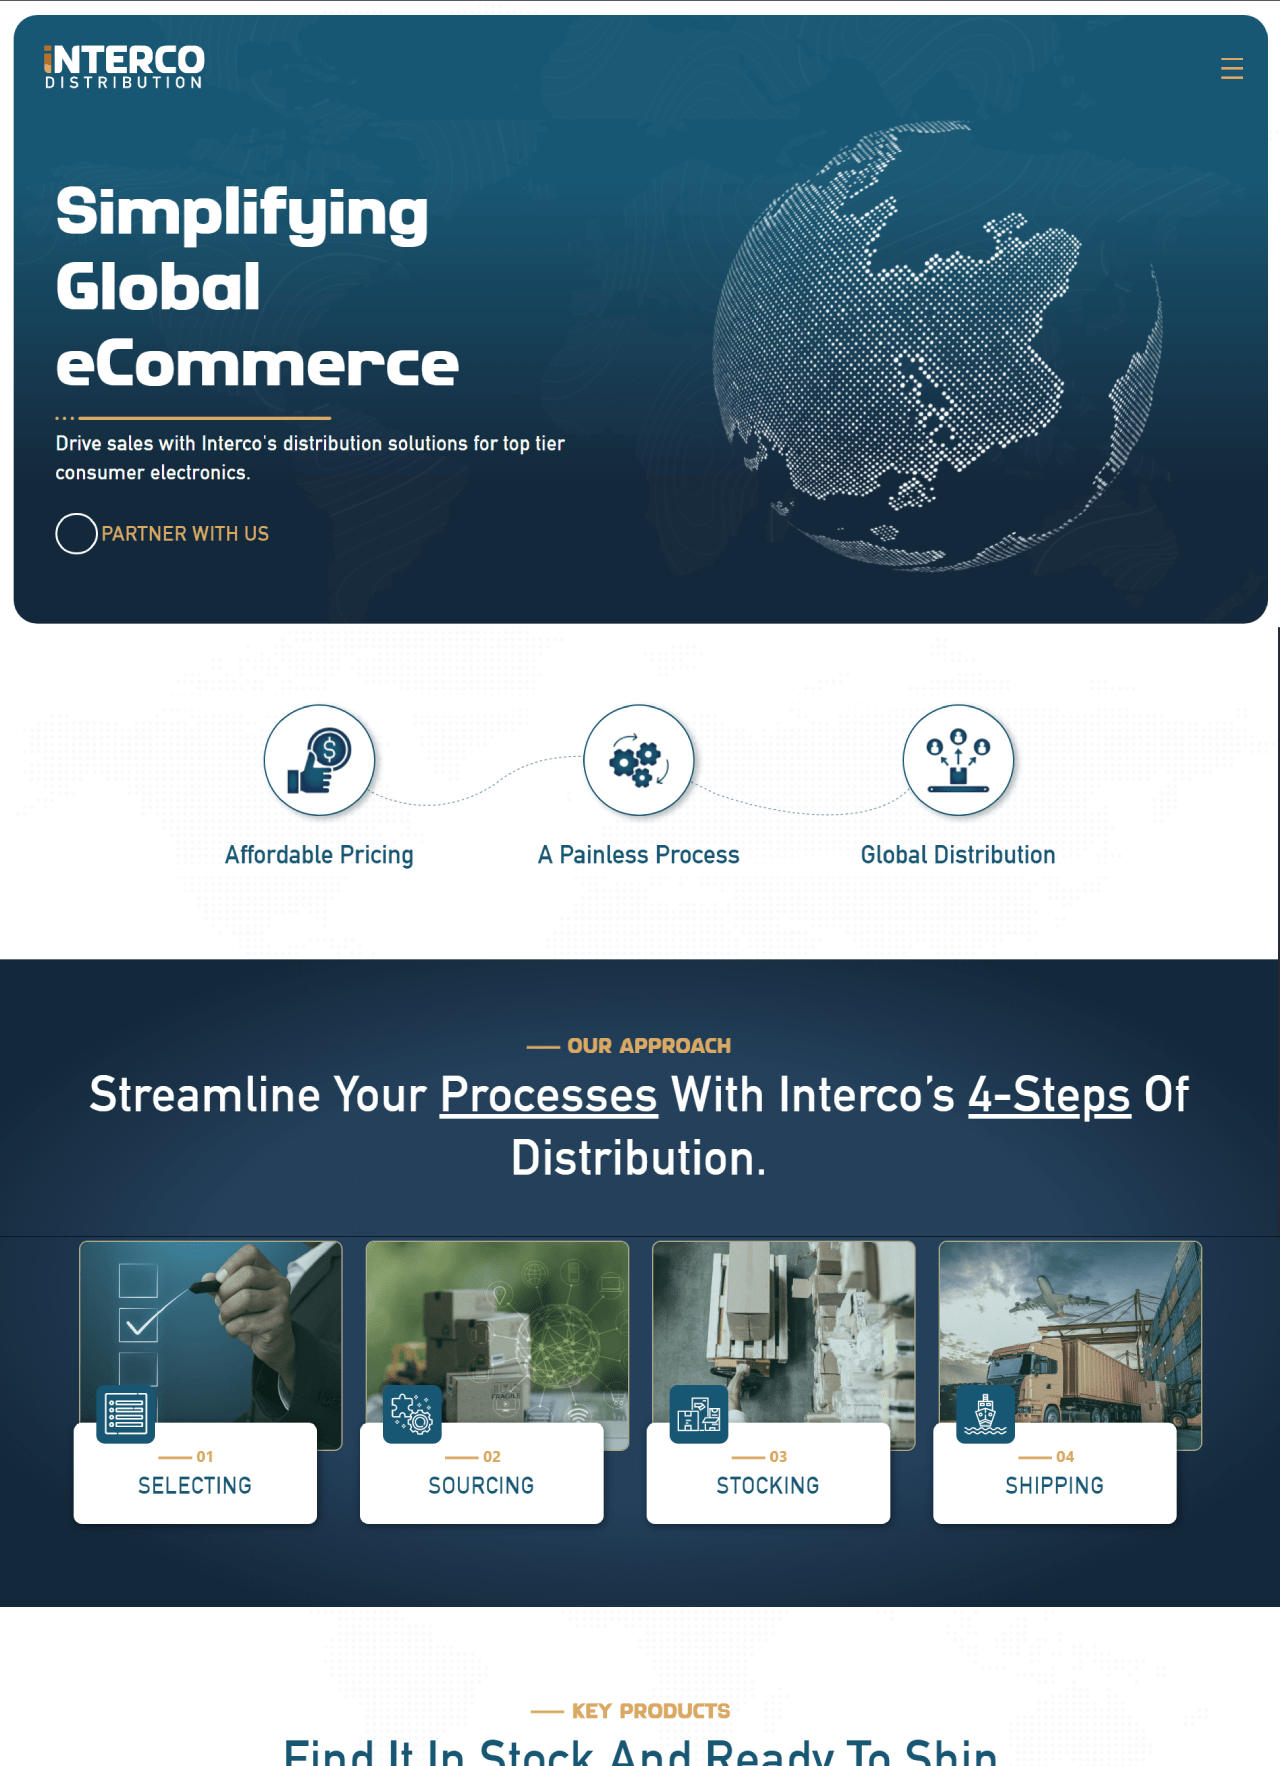 iNTERCO
DISTRIBUTION
Simplifying
Global
eCommerce
Drive sales with Interco's distribution solutions for top tier
consumer electronics.
PARTNER WITH US
Affordable Pricing
A Painless Process
Global Distribution
OUR APPROACH
Streamline Your Processes With Interco’s 4-Steps Of
Distribution.
FRAGILE
01
SELECTING
02
SOURCING
03
STOCKING
04
SHIPPING
KEY PRODUCTS
Find It In Stock And Ready To Ship